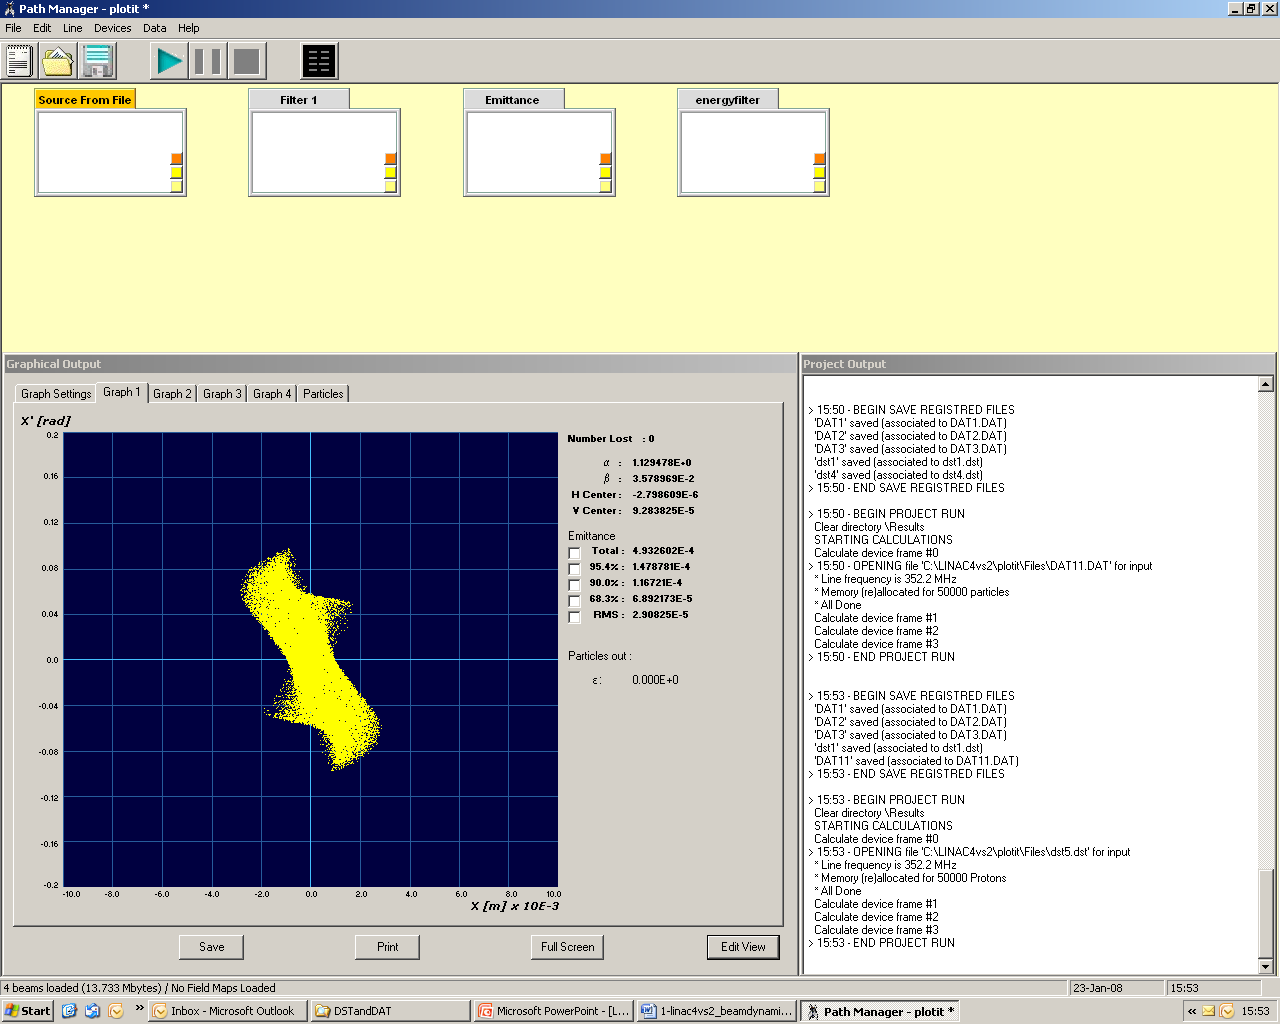 Path Manager - plotit *
File Edit Line Devices Data Help
Source From File
Filter 1
Emittance
energyfilter
Graphical Output
Graph Settings Graph 1 Graph 2 Graph 3 Graph 4 Particles
X' [rad]
0.2
0.16
0.12
0.08
0.04
0.0
-0.04
-0.08
-0.12
-0.16
-0.2
-10.0 -8.0 -6.0 -4.0 -2.0 0.0 2.0 4.0 6.0 8.0 10.0
X [m] x 10E-3
Number Lost : 0
α : 1.129478E+0
β : 3.578969E-2
H Center : -2.798609E-6
V Center : 9.283825E-5
Emittance
Total : 4.932602E-4
95.4% : 1.478781E-4
90.0% : 1.16721E-4
68.3% : 6.892173E-5
RMS : 2.90825E-5
Particles out :
ε: 0.000E+0
Save Print Full Screen Edit View
Project Output
> 15:50 - BEGIN SAVE REGISTRED FILES
'DAT1' saved (associated to DAT1.DAT)
'DAT2' saved (associated to DAT2.DAT)
'DAT3' saved (associated to DAT3.DAT)
'dst1' saved (associated to dst1.dst)
'dst4' saved (associated to dst4.dst)
> 15:50 - END SAVE REGISTRED FILES
> 15:50 - BEGIN PROJECT RUN
Clear directory \Results
STARTING CALCULATIONS
Calculate device frame #0
> 15:50 - OPENING file 'C:\LINAC4vs2\plotit\Files\DAT11.DAT' for input
* Line frequency is 352.2 MHz
* Memory (re)allocated for 50000 particles
* All Done
Calculate device frame #1
Calculate device frame #2
Calculate device frame #3
> 15:50 - END PROJECT RUN
> 15:53 - BEGIN SAVE REGISTRED FILES
'DAT1' saved (associated to DAT1.DAT)
'DAT2' saved (associated to DAT2.DAT)
'DAT3' saved (associated to DAT3.DAT)
'dst1' saved (associated to dst1.dst)
'DAT11' saved (associated to DAT11.DAT)
> 15:53 - END SAVE REGISTRED FILES
> 15:53 - BEGIN PROJECT RUN
Clear directory \Results
STARTING CALCULATIONS
Calculate device frame #0
> 15:53 - OPENING file 'C:\LINAC4vs2\plotit\Files\dst5.dst' for input
* Line frequency is 352.2 MHz
* Memory (re)allocated for 50000 Protons
* All Done
Calculate device frame #1
Calculate device frame #2
Calculate device frame #3
> 15:53 - END PROJECT RUN
4 beams loaded (13.733 Mbytes) / No Field Maps Loaded 23-Jan-08 15:53
Start » Inbox - Microsoft Outlook DSTandDAT Microsoft PowerPoint - [L... 1-linac4vs2_beamdynami... Path Manager - plotit * « 15:53